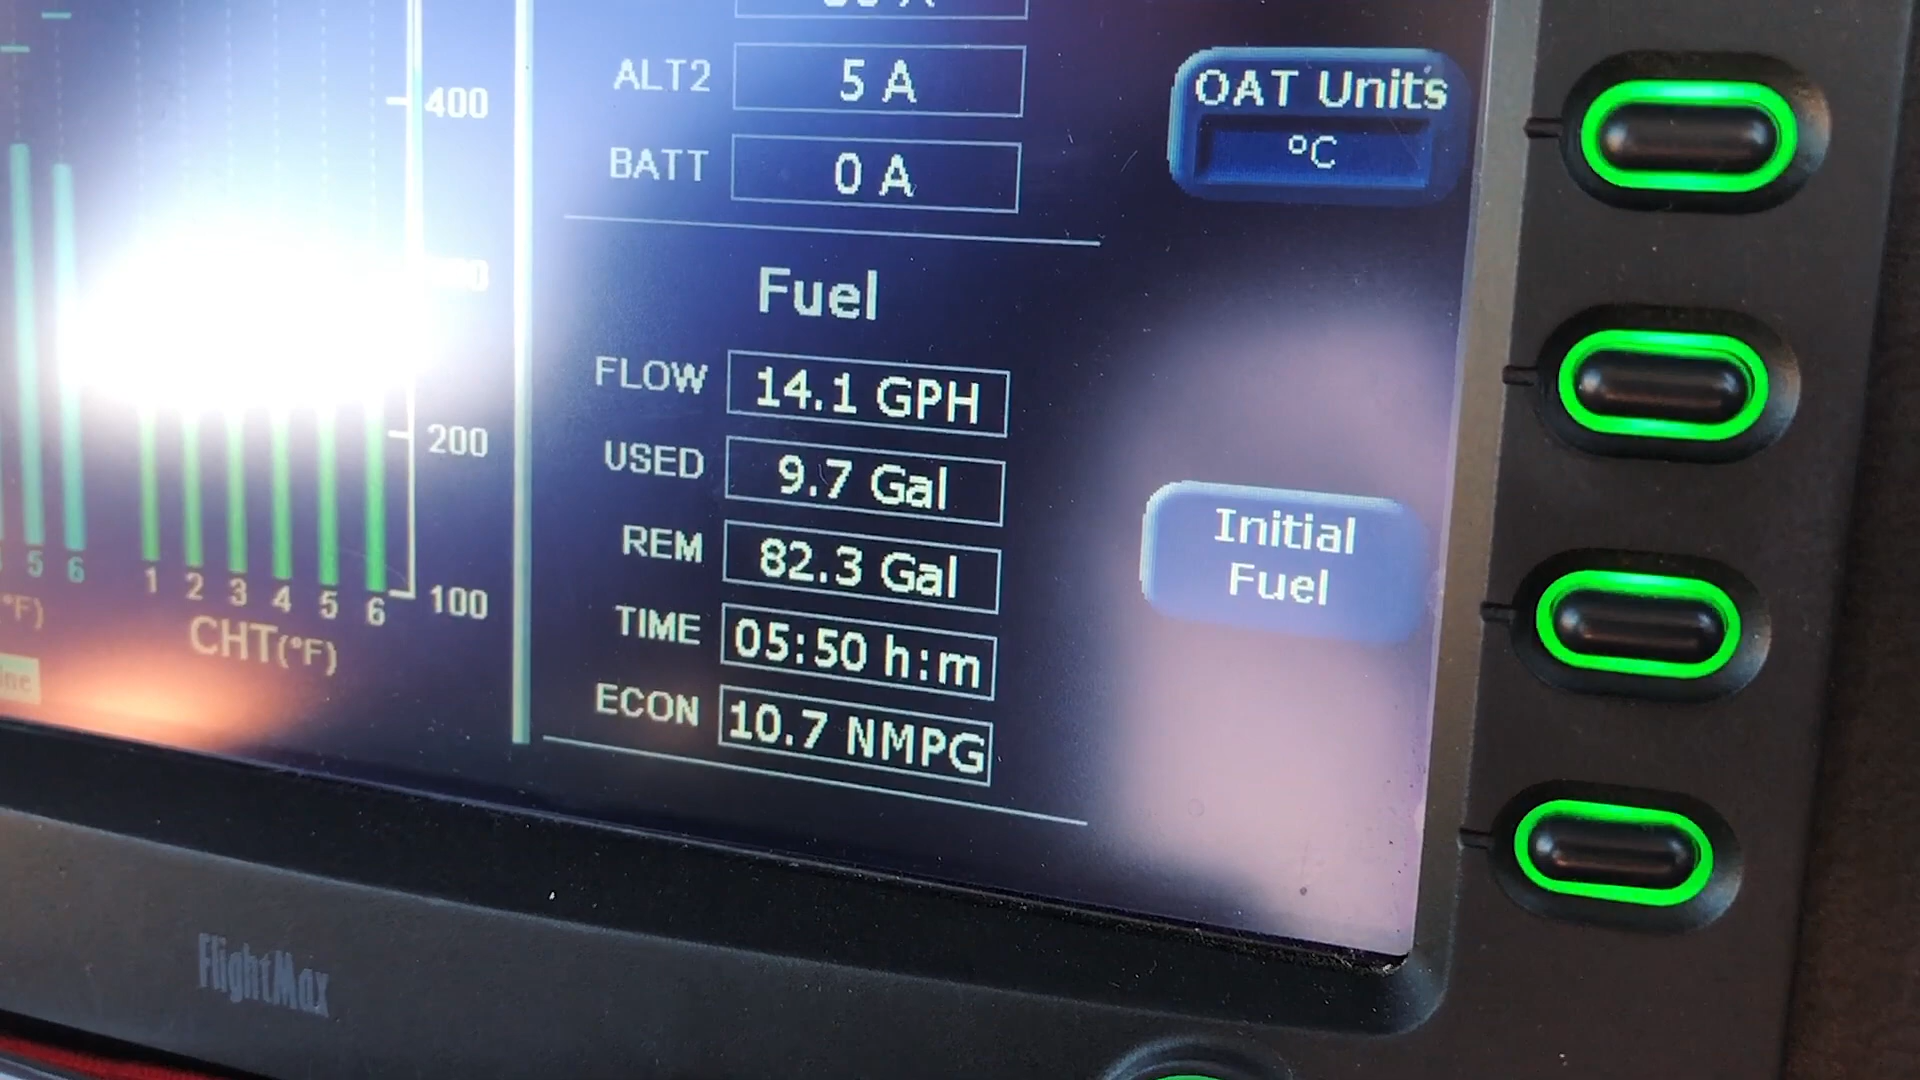 400
200
100
5 6
1 2 3 4 5 6
CHT(°F)
°F)
ALT2 5 A
BATT 0 A
Fuel
FLOW 14.1 GPH
USED 9.7 Gal
REM 82.3 Gal
TIME 05:50 h:m
ECON 10.7 NMPG
OAT Units
°C
Initial
Fuel
FlightMax